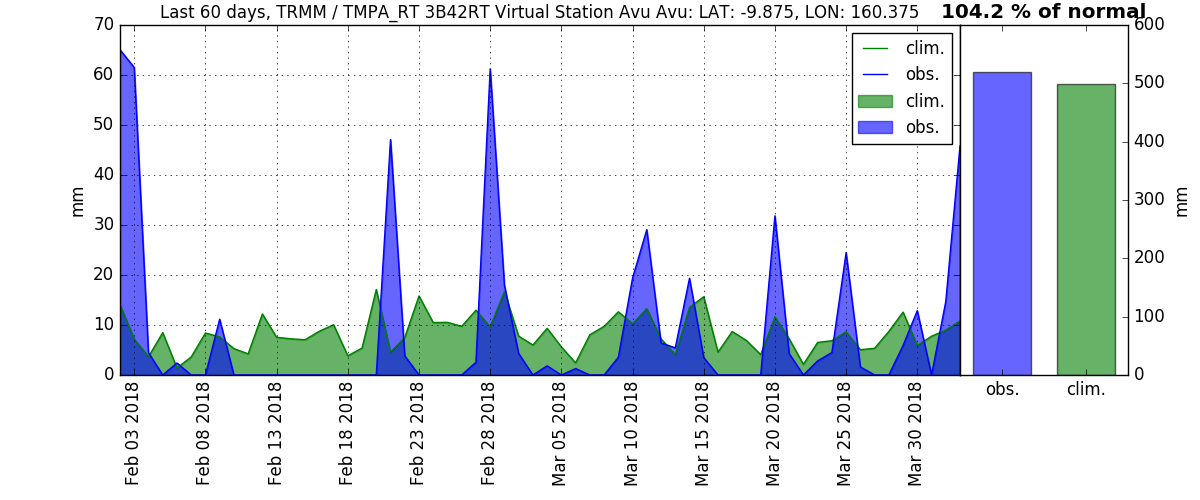 Last 60 days, TRMM / TMPA_RT 3B42RT Virtual Station Avu Avu: LAT: -9.875, LON: 160.375
104.2 % of normal
70
60
50
40
30
20
10
0
mm
clim.
obs.
clim.
obs.
Feb 03 2018
Feb 08 2018
Feb 13 2018
Feb 18 2018
Feb 23 2018
Feb 28 2018
Mar 05 2018
Mar 10 2018
Mar 15 2018
Mar 20 2018
Mar 25 2018
Mar 30 2018
600
500
400
300
200
100
0
mm
obs.
clim.